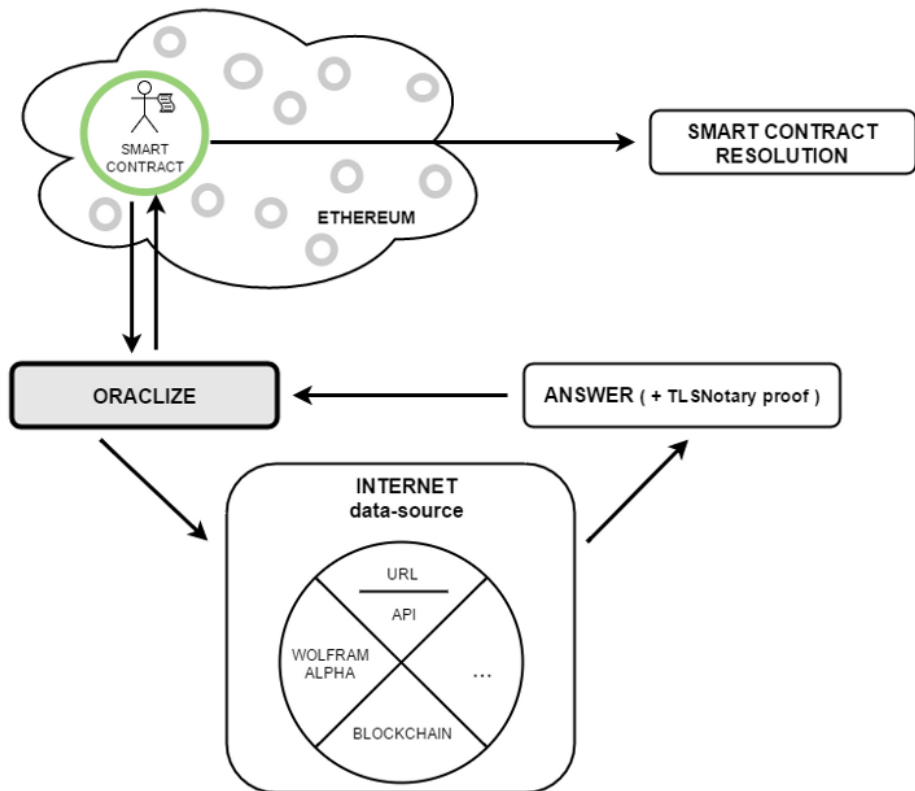 SMART
CONTRACT
SMART CONTRACT
RESOLUTION
ETHEREUM
ORACLIZE
ANSWER ( + TLSNotary proof )
INTERNET
data-source
URL
API
WOLFRAM
ALPHA
...
BLOCKCHAIN